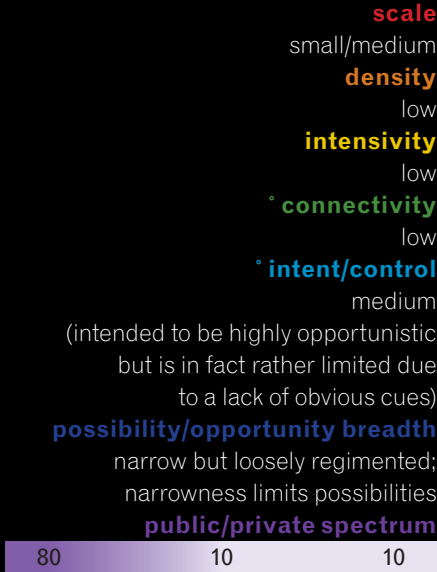 scale
small/medium
density
low
intensivity
low
° connectivity
low
° intent/control
medium
(intended to be highly opportunistic
but is in fact rather limited due
to a lack of obvious cues)
possibility/opportunity breadth
narrow but loosely regimented;
narrowness limits possibilities
public/private spectrum
80 10 10